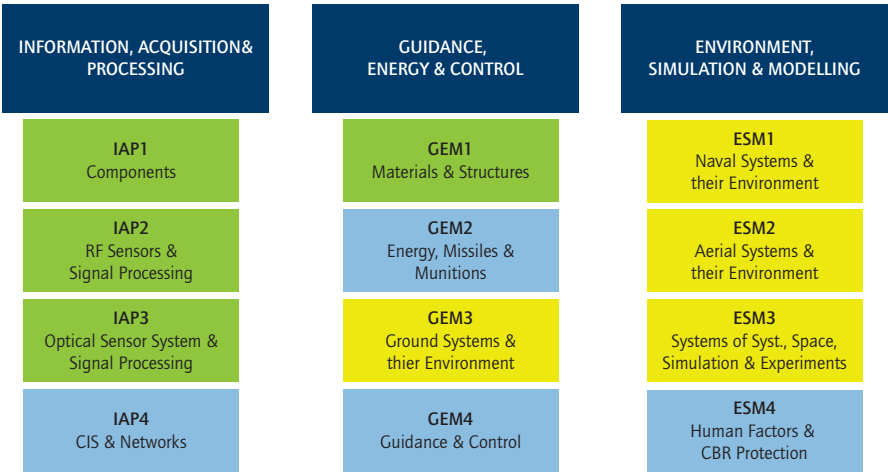 INFORMATION, ACQUISITION&
PROCESSING
IAP1
Components
IAP2
RF Sensors &
Signal Processing
IAP3
Optical Sensor System &
Signal Processing
IAP4
CIS & Networks
GUIDANCE,
ENERGY & CONTROL
GEM1
Materials & Structures
GEM2
Energy, Missiles &
Munitions
GEM3
Ground Systems &
thier Environment
GEM4
Guidance & Control
ENVIRONMENT,
SIMULATION & MODELLING
ESM1
Naval Systems &
their Environment
ESM2
Aerial Systems &
their Environment
ESM3
Systems of Syst., Space,
Simulation & Experiments
ESM4
Human Factors &
CBR Protection